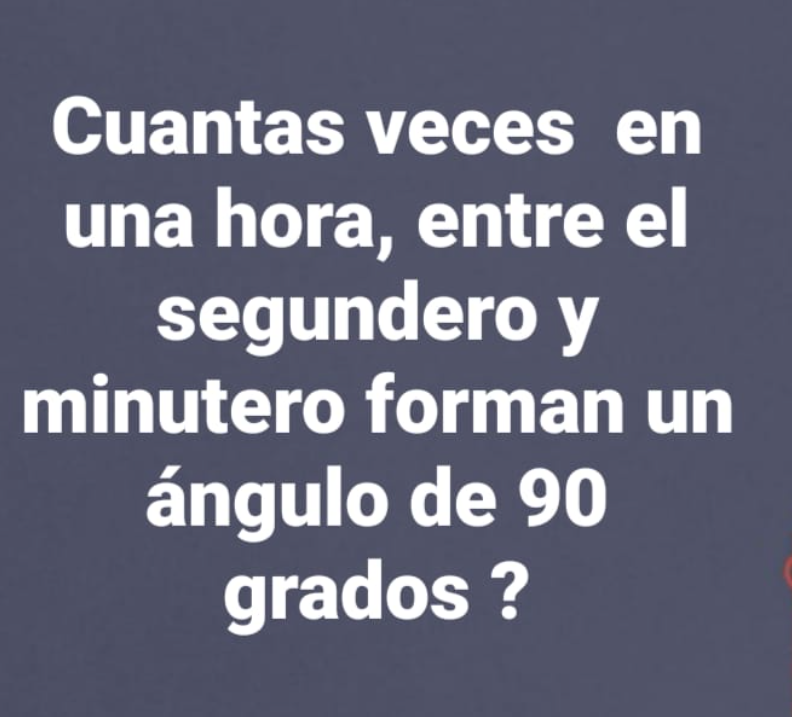 Cuantas veces en
una hora, entre el
segundero y
minutero forman un
ángulo de 90
grados ?